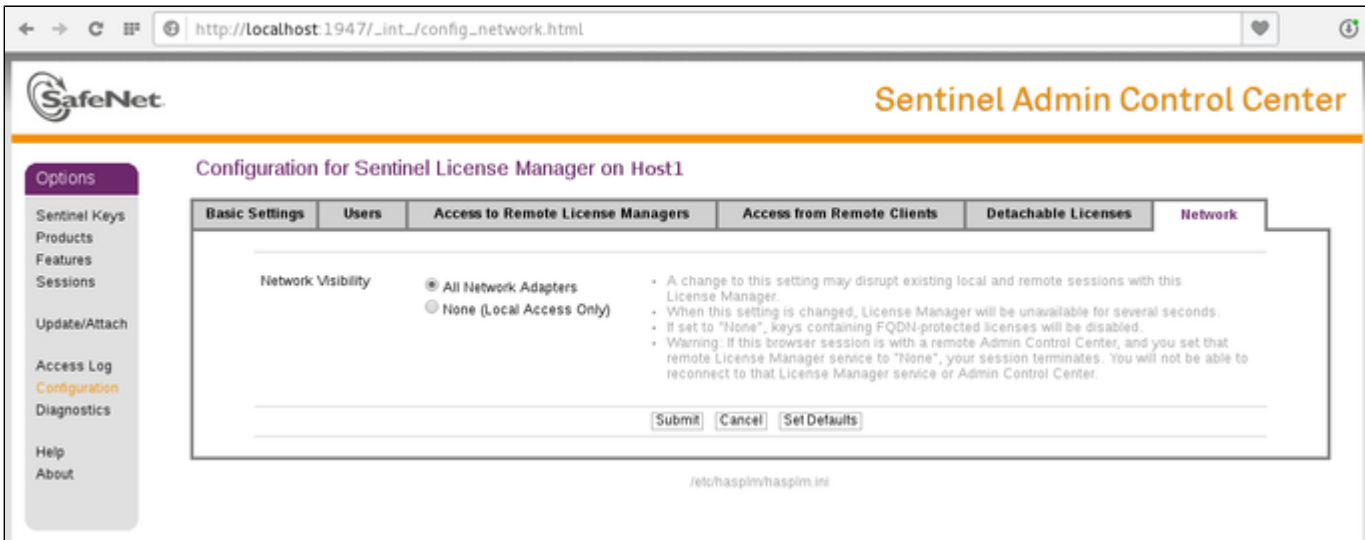 http://localhost:1947/_int_/config_network.html
SafeNet.
Sentinel Admin Control Center
Options
Sentinel Keys
Products
Features
Sessions
Update/Attach
Access Log
Configuration
Diagnostics
Help
About
Configuration for Sentinel License Manager on Host1
Basic Settings Users Access to Remote License Managers Access from Remote Clients Detachable Licenses Network
Network Visibility
All Network Adapters
None (Local Access Only)
• A change to this setting may disrupt existing local and remote sessions with this
License Manager.
• When this setting is changed, License Manager will be unavailable for several seconds.
• If set to "None", keys containing FQDN-protected licenses will be disabled.
• Warning: If this browser session is with a remote Admin Control Center, and you set that
remote License Manager service to "None", your session terminates. You will not be able to
reconnect to that License Manager service or Admin Control Center.
Submit Cancel Set Defaults
/etc/hasplm/hasplm.ini